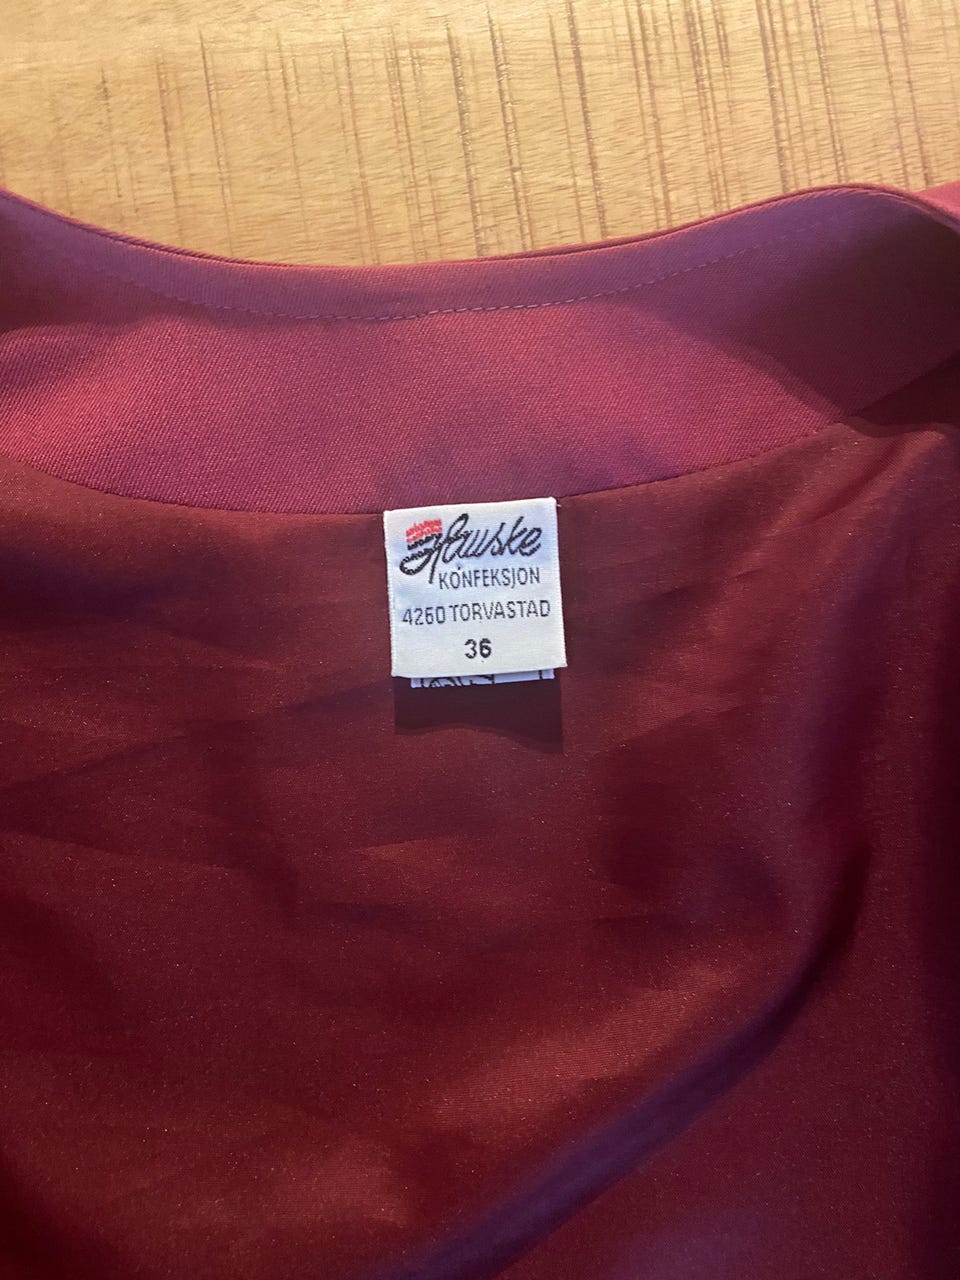 Hauske
KONFEKSJON
4260 TORVASTAD
36